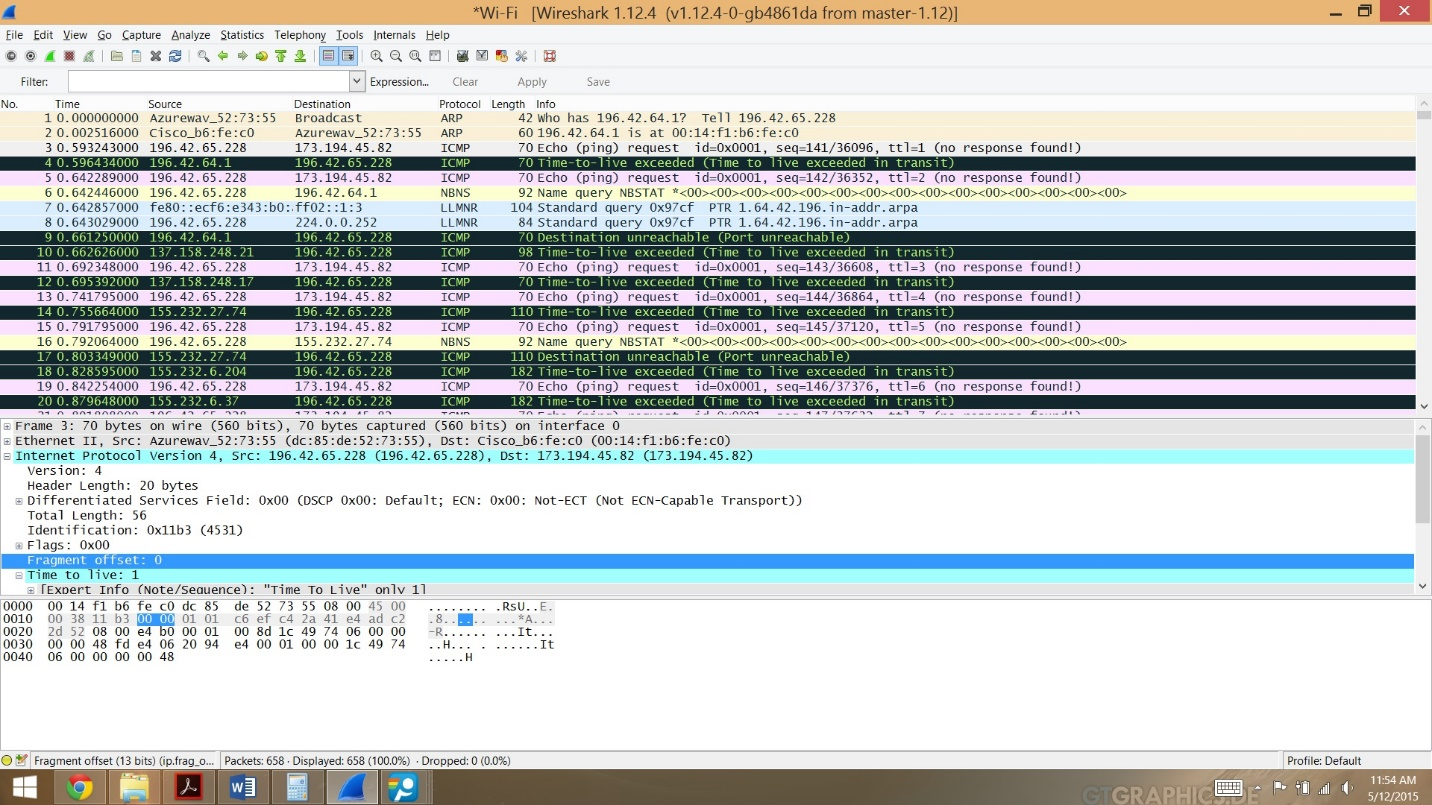 *Wi-Fi [Wireshark 1.12.4 (v1.12.4-0-gb4861da from master-1.12)]
File Edit View Go Capture Analyze Statistics Telephony Tools Internals Help
Filter: Expression... Clear Apply Save
No. Time Source Destination Protocol Length Info
1 0.000000000 Azurewav_52:73:55 Broadcast ARP 42 Who has 196.42.64.1? Tell 196.42.65.228
2 0.002516000 Cisco_b6:fe:c0 Azurewav_52:73:55 ARP 60 196.42.64.1 is at 00:14:f1:b6:fe:c0
3 0.593243000 196.42.65.228 173.194.45.82 ICMP 70 Echo (ping) request id=0x0001, seq=141/36096, ttl=1 (no response found!)
4 0.596434000 196.42.64.1 196.42.65.228 ICMP 70 Time-to-live exceeded (Time to live exceeded in transit)
5 0.642289000 196.42.65.228 173.194.45.82 ICMP 70 Echo (ping) request id=0x0001, seq=142/36352, ttl=2 (no response found!)
6 0.642446000 196.42.65.228 196.42.64.1 NBNS 92 Name query NBSTAT *<00><00><00><00><00><00><00><00><00><00><00><00><00><00><00>
7 0.642857000 fe80::ecf6:e343:b0: ff02::1:3 LLMNR 104 Standard query 0x97cf PTR 1.64.42.196.in-addr.arpa
8 0.643029000 196.42.65.228 224.0.0.252 LLMNR 84 Standard query 0x97cf PTR 1.64.42.196.in-addr.arpa
9 0.661250000 196.42.64.1 196.42.65.228 ICMP 70 Destination unreachable (Port unreachable)
10 0.662626000 137.158.248.21 196.42.65.228 ICMP 98 Time-to-live exceeded (Time to live exceeded in transit)
11 0.692348000 196.42.65.228 173.194.45.82 ICMP 70 Echo (ping) request id=0x0001, seq=143/36608, ttl=3 (no response found!)
12 0.695392000 137.158.248.17 196.42.65.228 ICMP 98 Time-to-live exceeded (Time to live exceeded in transit)
13 0.741795000 196.42.65.228 173.194.45.82 ICMP 70 Echo (ping) request id=0x0001, seq=144/36864, ttl=4 (no response found!)
14 0.755664000 155.232.27.74 196.42.65.228 ICMP 110 Time-to-live exceeded (Time to live exceeded in transit)
15 0.791795000 196.42.65.228 173.194.45.82 ICMP 70 Echo (ping) request id=0x0001, seq=145/37120, ttl=5 (no response found!)
16 0.792064000 196.42.65.228 155.232.27.74 NBNS 92 Name query NBSTAT *<00><00><00><00><00><00><00><00><00><00><00><00><00><00><00>
17 0.803349000 155.232.27.74 196.42.65.228 ICMP 110 Destination unreachable (Port unreachable)
18 0.828595000 155.232.6.204 196.42.65.228 ICMP 182 Time-to-live exceeded (Time to live exceeded in transit)
19 0.842254000 196.42.65.228 173.194.45.82 ICMP 70 Echo (ping) request id=0x0001, seq=146/37376, ttl=6 (no response found!)
20 0.879648000 155.232.6.37 196.42.65.228 ICMP 182 Time-to-live exceeded (Time to live exceeded in transit)
Frame 3: 70 bytes on wire (560 bits), 70 bytes captured (560 bits) on interface 0
Ethernet II, Src: Azurewav_52:73:55 (dc:85:de:52:73:55), Dst: Cisco_b6:fe:c0 (00:14:f1:b6:fe:c0)
Internet Protocol Version 4, Src: 196.42.65.228 (196.42.65.228), Dst: 173.194.45.82 (173.194.45.82)
Version: 4
Header Length: 20 bytes
Differentiated Services Field: 0x00 (DSCP 0x00: Default; ECN: 0x00: Not-ECT (Not ECN-Capable Transport))
Total Length: 56
Identification: 0x11b3 (4531)
Flags: 0x00
Fragment offset: 0
Time to live: 1
[Expert Info (Note/Sequence): "Time To Live" only 1]
0000 00 14 f1 b6 fe c0 dc 85 de 52 73 55 08 00 45 00 ........ .RsU..E.
0010 00 38 11 b3 00 00 01 01 c6 ef c4 2a 41 e4 ad c2 .8...... ...*A...
0020 2d 52 08 00 e4 b0 00 01 00 8d 1c 49 74 06 00 00 -R...... ...It...
0030 00 00 48 fd e4 06 20 94 e4 00 01 00 00 1c 49 74 ..H... . ......It
0040 06 00 00 00 00 48 .....H
Fragment offset (13 bits) (ip.frag_o... Packets: 658 · Displayed: 658 (100.0%) · Dropped: 0 (0.0%) Profile: Default
GTGRAPHICS.DE
11:54 AM
5/12/2015